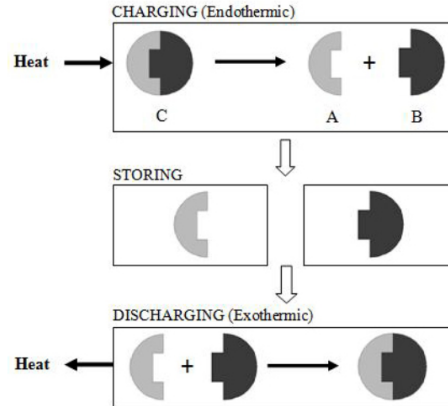 CHARGING (Endothermic)
Heat
+
C
A
B
STORING
DISCHARGING (Exothermic)
Heat
+